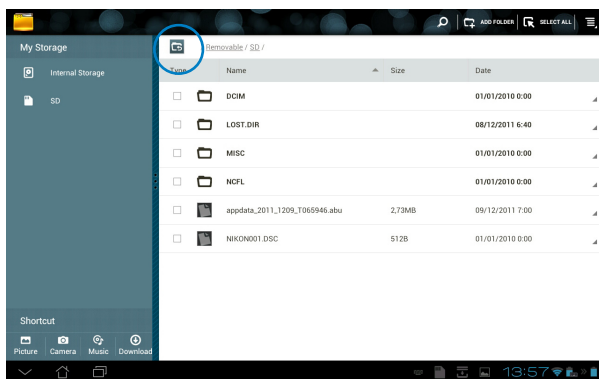 ADD FOLDER SELECT ALL
My Storage
Removable / SD /
Type Name Size Date
Internal Storage
SD
DCIM 01/01/2010 0:00
LOST.DIR 08/12/2011 6:40
MISC 01/01/2010 0:00
NCFL 01/01/2010 0:00
appdata_2011_1209_T065946.abu 2,73MB 09/12/2011 7:00
NIKON001.DSC 512B 01/01/2010 0:00
Shortcut
Picture Camera Music Download
13:57